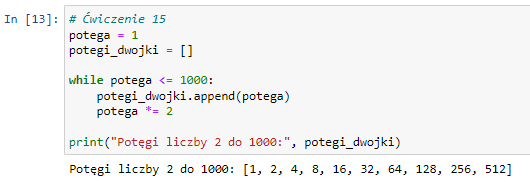 In [13]: # Ćwiczenie 15
potega = 1
potegi_dwojki = []

while potega <= 1000:
    potegi_dwojki.append(potega)
    potega *= 2

print("Potęgi liczby 2 do 1000:", potegi_dwojki)
Potęgi liczby 2 do 1000: [1, 2, 4, 8, 16, 32, 64, 128, 256, 512]